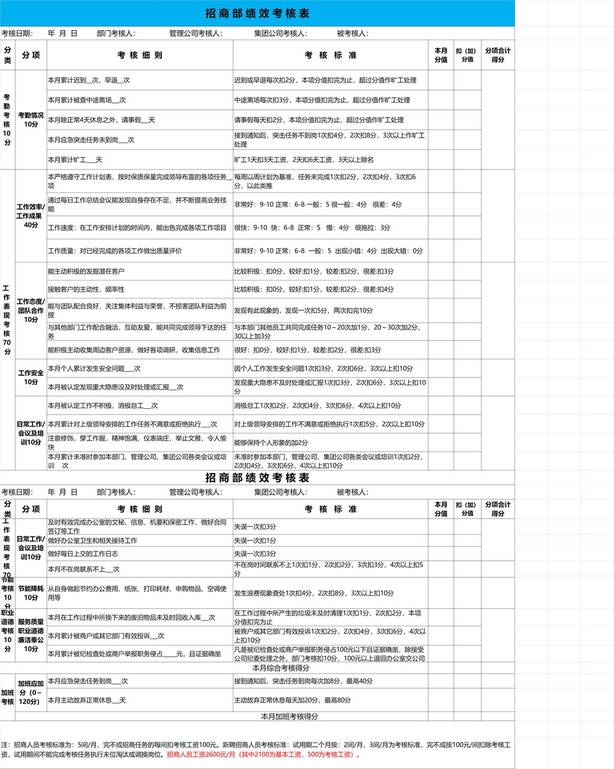 招商部绩效考核表
考核日期： 年 月 日 部门考核人： 管理公司考核人： 集团公司考核人： 被考核人：
分类 分 项 考 核 细 则 考 核 标 准 本月分值 扣（加）分值 分项合计得分
考勤考核10分 考勤情况10分
本月累计迟到__次，早退__次 迟到或早退每次扣2分，本项分值扣完为止，超过分值作旷工处理
本月累计被查中途离场___次 中途离场每次扣3分，本项分值扣完为止，超过分值作旷工处理
本月除正常4天休息之外，请事假___天 请事假每天扣2分，本项分值扣完为止，超过分值作旷工处理
本月应急突击任务未到岗___次 接到通知后，突击任务不到岗1次扣4分，2次扣8分，3次以上作旷工处理
本月累计旷工___天 旷工1天扣3天工资，2天扣6天工资，3天以上除名
工作表现考核70分
工作效率/工作成果40分
本严格遵守工作计划表，按时保质保量完成领导布置的各项任务__项 每周以周计划为基准，任务未完成1次扣2分，2次扣4分，3次扣6分，以此类推
通过每日工作总结会议能发现自身存在不足，并不断提高业务技能 非常好：9-10 正常：6-8 一般：5 很一般：4分 很差：4分
工作速度：在工作安排计划的时间内，能出色完成各项工作项目 很快：9-10 快：6-8 正常：5 慢：4分 很拖拉：3分
工作质量：对已经完成的各项工作做出质量评价 非常好：9-10 正常：6-8 一般：5 出现小错：4分 出现大错：0分
工作态度/团队合作10分
能主动积极的发掘潜在客户 比较积极：扣0分，较好:扣1分，较差:扣2分，很差:扣3分
接触客户的主动性，频率性 比较积极：扣0分，较好:扣1分，较差:扣2分，很差:扣4分
能与团队配合良好，关注集体利益与荣誉，不损害团队利益为前提 发现有此现象的，发现一次扣5分，两次扣完10分
与其他部门工作配合融洽，互助友爱，能共同完成领导下达的任务 与本部门其他员工共同完成任务10～20次加1分，20～30次加2分，30以上加3分
能积极主动收集周边客户资源，做好各项调研，收集信息工作 很好：扣0分，较好:扣1分，较差:扣2分，很差:扣3分
工作安全10分
本月个人累计发生安全问题___次 因个人工作发生安全问题1次扣3分，2次扣6分，3次以上扣10分
本月被认定发现重大隐患没及时处理或汇报__次 发现重大隐患不及时处理或汇报1次扣3分，2次扣6分，3次以上扣10分
日常工作/会议及培训10分
本月被认定工作不积极，消极怠工__次 消极怠工1次扣2分，2次扣4分，3次扣6分，4次以上扣10分
本月累计对上级领导安排的工作任务不满意或拒绝执行___次 对上级领导安排的工作不满意或拒绝执行1次扣5分，2次以上扣10分
注意修饰，穿工作服，精神饱满，仪表端庄，举止文雅，令人愉快 能够保持个人形象的加2分
本月累计未准时参加本部门、管理公司、集团公司各类会议或培训 次 未准时参加本部门、管理公司、集团公司各类会议或培训1次扣2分，2次扣4分，3次扣6分，4次以上扣10分
招商部绩效考核表
考核日期： 年 月 日 部门考核人： 管理公司考核人： 集团公司考核人： 被考核人：
分类 分 项 考 核 细 则 考 核 标 准 本月分值 扣（加）分值 分项合计得分
工作表现考核70
日常工作/会议及培训10分
及时有效完成办公室的文秘、信息、机要和保密工作，做好合同签订等工作 失误一次扣3分
做好办公室卫生和相关接待工作 失误一次扣1分
做好每日上交的工作日志 失误一次扣3分
本月不在岗联系不上__次 不在岗时间联系不上1次扣1分，2次扣2分，3次扣3分，4次以上扣5分
节能考核10分 节能降耗10分
从自身做起节约办公费用、纸张、打印耗材、申购物品、空调使用等 发生浪费现象查处1次扣4分，2次扣8分，3次以上扣10分
职业道德考核10分
服务质量职业道德廉洁奉公10分
本月在工作过程中所换下来的废旧物品未及时回收入库__次 在工作过程中所产生的垃圾未及时清理1次扣1分，2次扣2分，本项分值扣完为止
本月累计被商户或其它部门有效投诉__次 被商户或其它部门有效投诉1次扣2分，2次扣4分，3次扣6分，4次以上扣10分
本月累计被纪检查处或商户举报职务侵占____元，且证据确凿 凡是被纪检查处或商户举报职务侵占100元以下且证据确凿，除接受公司纪委处理之外，部门考核扣10分，100元以上退回办公室交公司
本月综合考核得分
加班考核 加班应加分（0～120分）
本月应急突击任务到岗___次 接到通知后，突击任务到岗每次加8分，最高40分
本月主动放弃正常休息__天 主动放弃正常休息每天加20分，最高80分
本月加班考核得分
注：招商人员考核标准为：5间/月，完不成招商任务的每间扣考核工资100元。新聘招商人员考核标准：试用期二个月按：2间/月，3间/月为考核标准，完不成按100元/间扣除考核工资，试用期间不能完成考核任务执行末位淘汰或调换岗位。招商人员工资2600元/月（其中2100为基本工资，500为考核工资）。